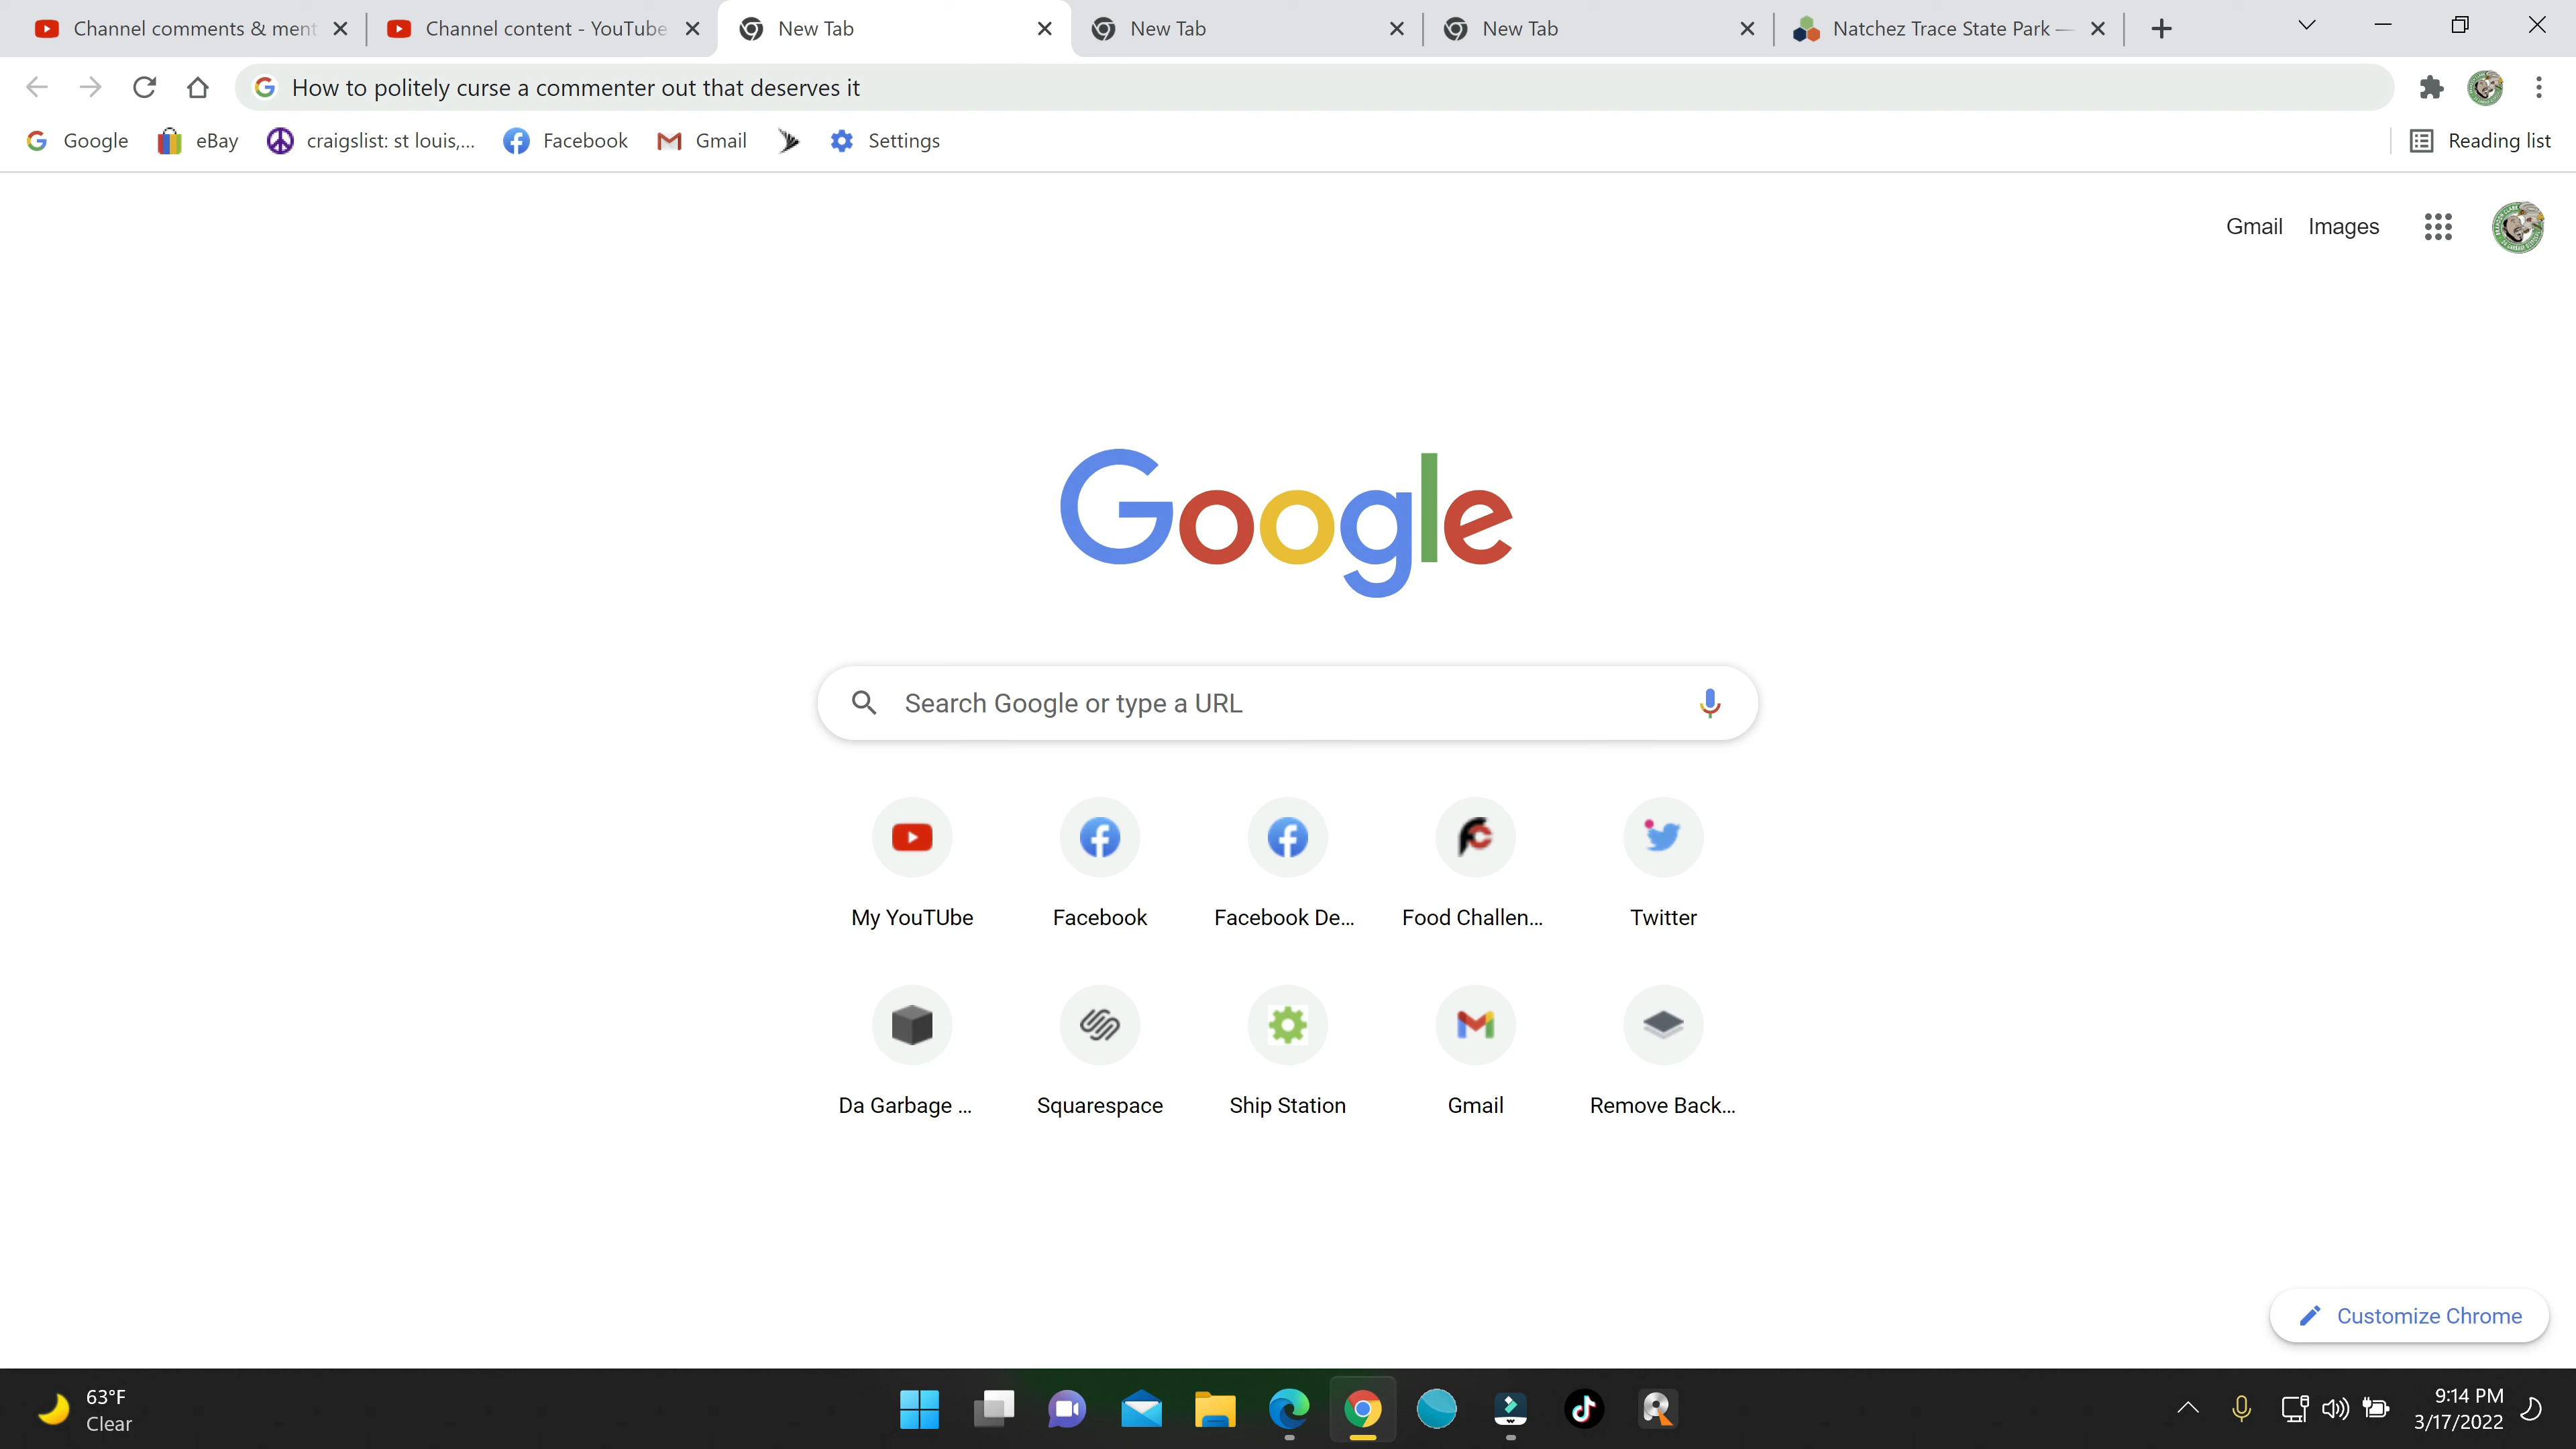 Channel comments & ment
Channel content - YouTube
New Tab
New Tab
New Tab
Natchez Trace State Park —
How to politely curse a commenter out that deserves it
Google
eBay
craigslist: st louis,...
Facebook
Gmail
Settings
Reading list
Gmail
Images
Google
Search Google or type a URL
My YouTUbe
Facebook
Facebook De...
Food Challen...
Twitter
Da Garbage ...
Squarespace
Ship Station
Gmail
Remove Back...
Customize Chrome
63°F
Clear
9:14 PM
3/17/2022